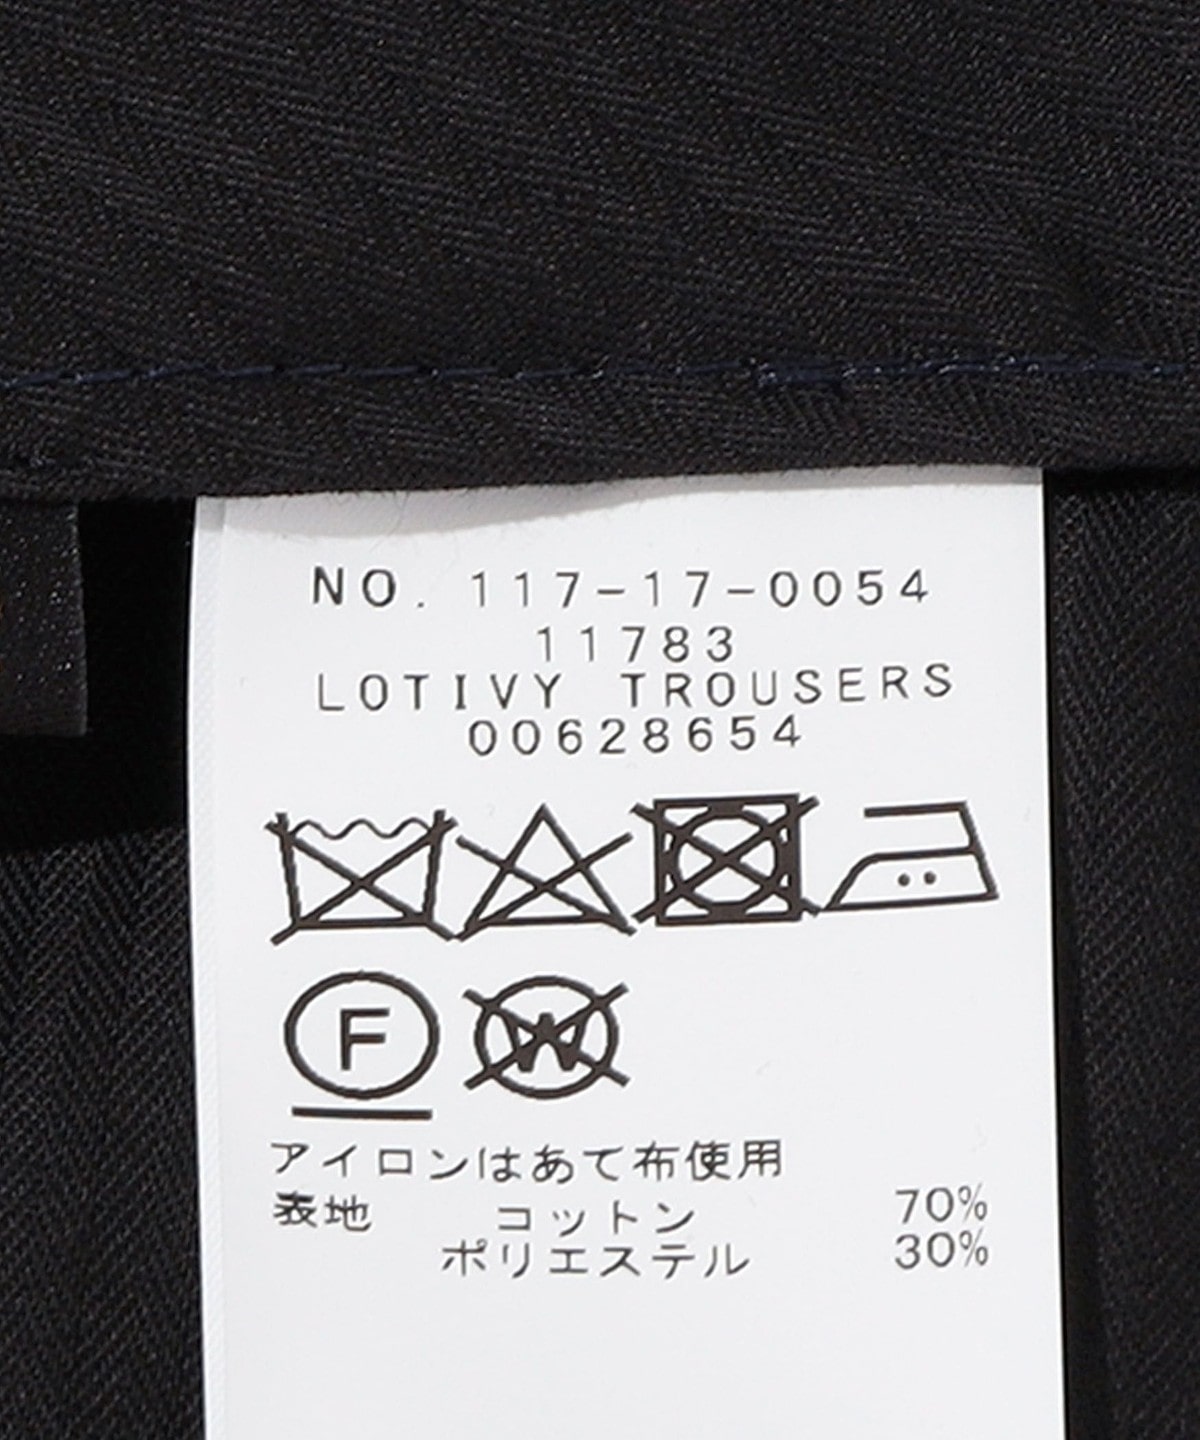 NO. 117-17-0054
11783
LOTIVY TROUSERS
00628654
F W
アイロンはあて布使用
表地 コットン 70%
ポリエステル 30%